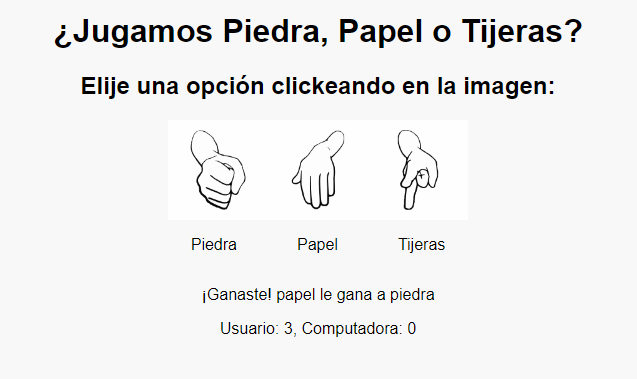 ¿Jugamos Piedra, Papel o Tijeras?
Elije una opción clickeando en la imagen:
Piedra Papel Tijeras
¡Ganaste! papel le gana a piedra
Usuario: 3, Computadora: 0